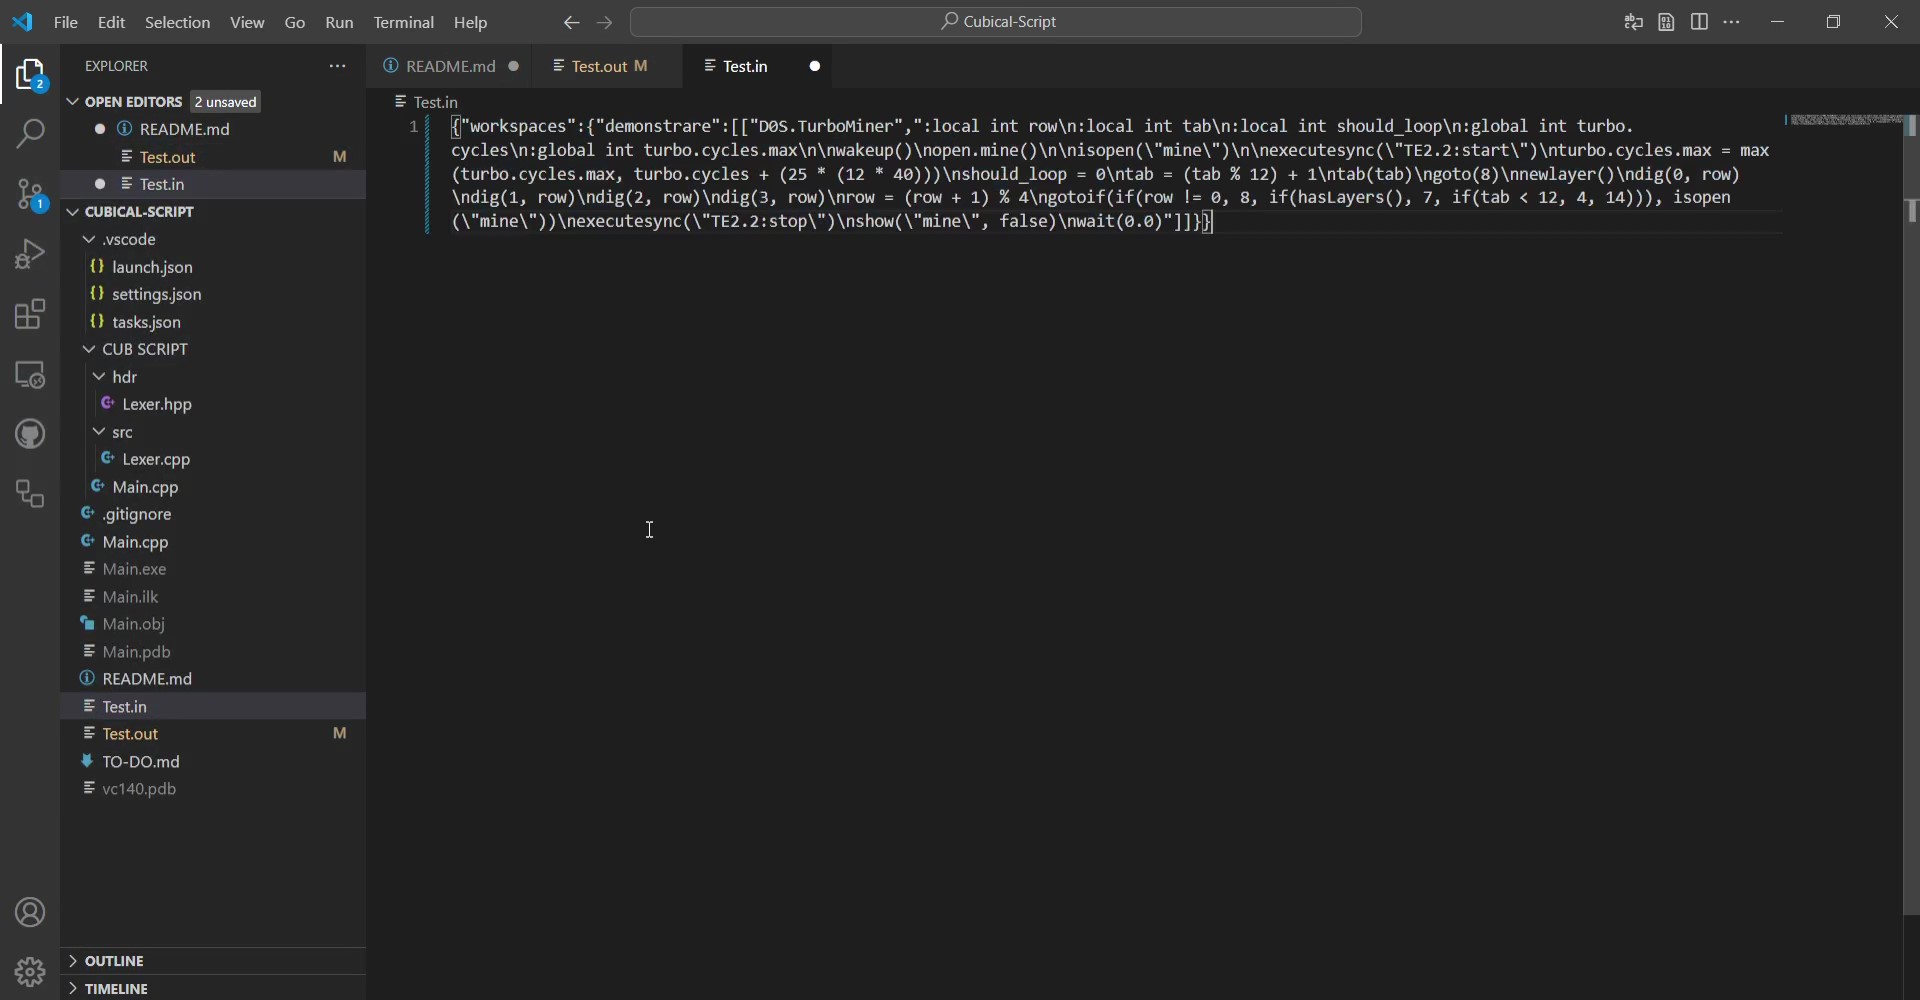 File Edit Selection View Go Run Terminal Help
Cubical-Script
EXPLORER
OPEN EDITORS 2 unsaved
README.md
Test.out M
Test.in
CUBICAL-SCRIPT
.vscode
launch.json
settings.json
tasks.json
CUB SCRIPT
hdr
Lexer.hpp
src
Lexer.cpp
Main.cpp
.gitignore
Main.cpp
Main.exe
Main.ilk
Main.obj
Main.pdb
README.md
Test.in
Test.out M
TO-DO.md
vc140.pdb
OUTLINE
TIMELINE
2
1
README.md
Test.out M
Test.in
Test.in
1
{"workspaces":{"demonstrare":[["D0S.TurboMiner",":local int row\n:local int tab\n:local int should_loop\n:global int turbo.
cycles\n:global int turbo.cycles.max\n\nwakeup()\nopen.mine()\n\nisopen(\"mine\")\n\nexecutesync(\"TE2.2:start\")\nturbo.cycles.max = max
(turbo.cycles.max, turbo.cycles + (25 * (12 * 40)))\nshould_loop = 0\ntab = (tab % 12) + 1\ntab(tab)\ngoto(8)\nnewlayer()\ndig(0, row)
\ndig(1, row)\ndig(2, row)\ndig(3, row)\nrow = (row + 1) % 4\ngotoif(if(row != 0, 8, if(hasLayers(), 7, if(tab < 12, 4, 14))), isopen
(\"mine\"))\nexecutesync(\"TE2.2:stop\")\nshow(\"mine\", false)\nwait(0.0)"]]}}